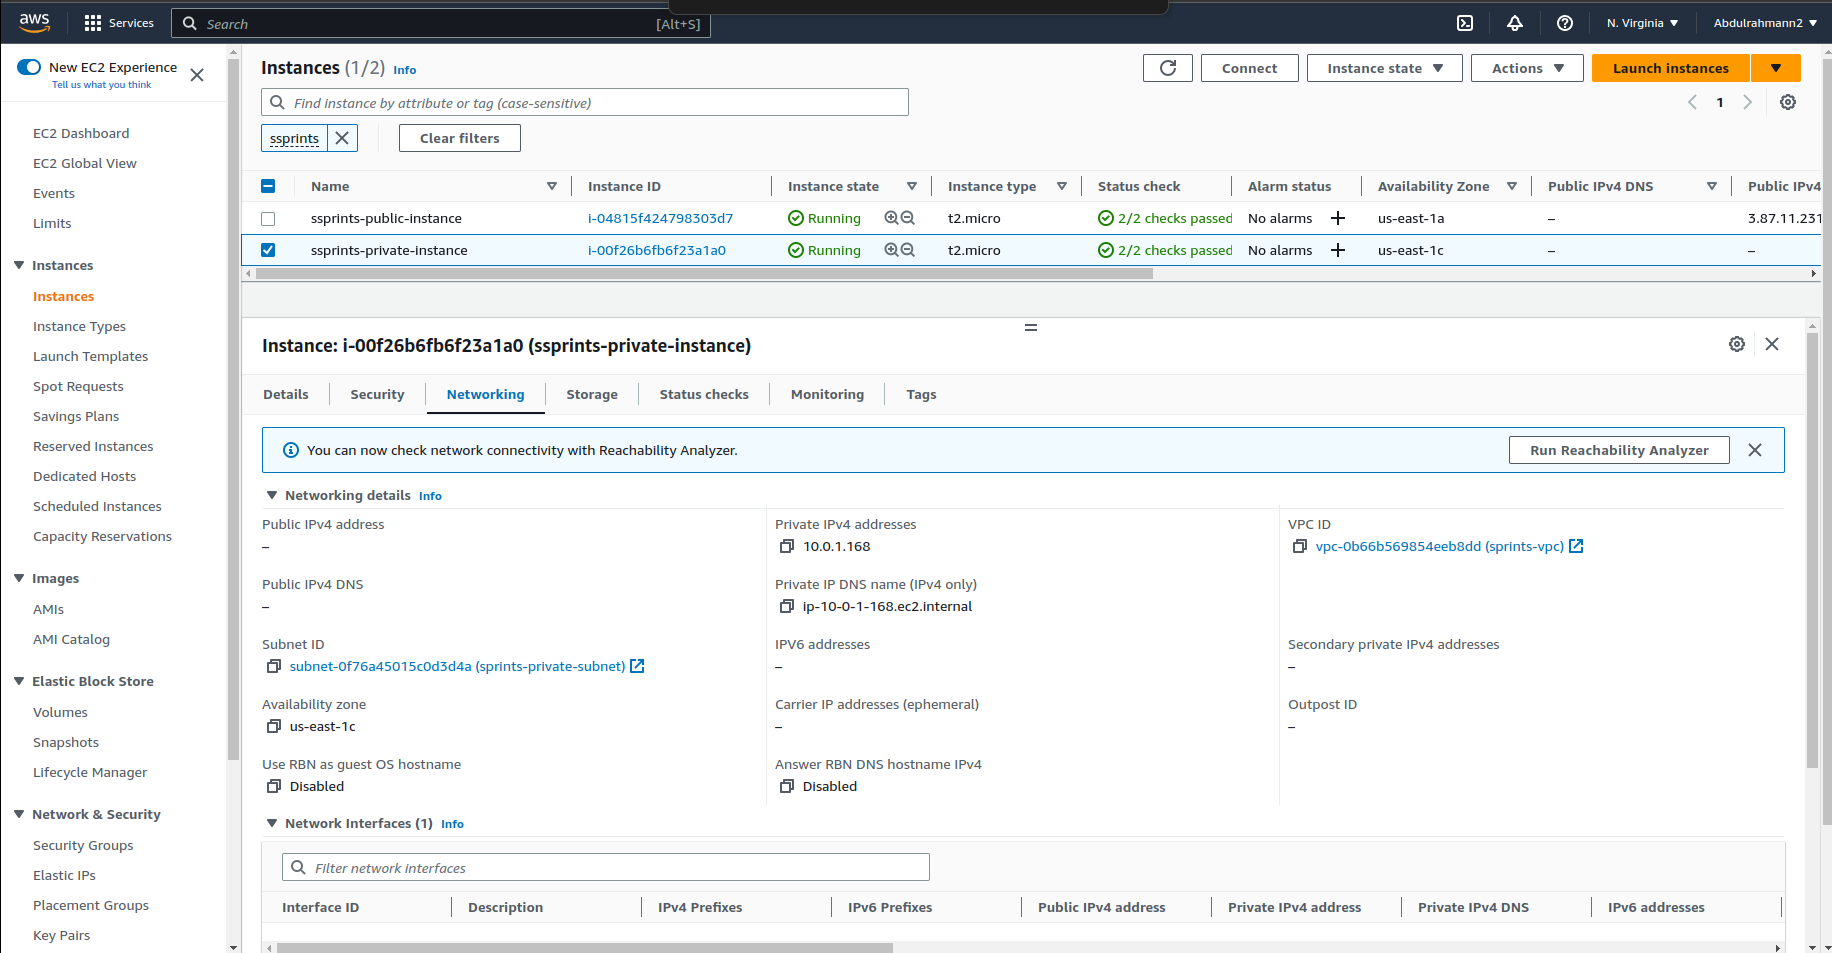 aws Services Search [Alt+S] N. Virginia Abdulrahmann2
New EC2 Experience
Tell us what you think
EC2 Dashboard
EC2 Global View
Events
Limits
Instances
Instances
Instance Types
Launch Templates
Spot Requests
Savings Plans
Reserved Instances
Dedicated Hosts
Scheduled Instances
Capacity Reservations
Images
AMIs
AMI Catalog
Elastic Block Store
Volumes
Snapshots
Lifecycle Manager
Network & Security
Security Groups
Elastic IPs
Placement Groups
Key Pairs
Instances (1/2) Info Connect Instance state Actions Launch instances
Find instance by attribute or tag (case-sensitive) 1
ssprints Clear filters
Name Instance ID Instance state Instance type Status check Alarm status Availability Zone Public IPv4 DNS Public IPv4
ssprints-public-instance i-04815f424798303d7 Running t2.micro 2/2 checks passed No alarms us-east-1a – 3.87.11.231
ssprints-private-instance i-00f26b6fb6f23a1a0 Running t2.micro 2/2 checks passed No alarms us-east-1c – –
Instance: i-00f26b6fb6f23a1a0 (ssprints-private-instance)
Details Security Networking Storage Status checks Monitoring Tags
You can now check network connectivity with Reachability Analyzer. Run Reachability Analyzer
Networking details Info
Public IPv4 address Private IPv4 addresses VPC ID
– 10.0.1.168 vpc-0b66b569854eeb8dd (sprints-vpc)
Public IPv4 DNS Private IP DNS name (IPv4 only)
– ip-10-0-1-168.ec2.internal
Subnet ID IPV6 addresses Secondary private IPv4 addresses
subnet-0f76a45015c0d3d4a (sprints-private-subnet) – –
Availability zone Carrier IP addresses (ephemeral) Outpost ID
us-east-1c – –
Use RBN as guest OS hostname Answer RBN DNS hostname IPv4
Disabled Disabled
Network Interfaces (1) Info
Filter network interfaces
Interface ID Description IPv4 Prefixes IPv6 Prefixes Public IPv4 address Private IPv4 address Private IPv4 DNS IPv6 addresses